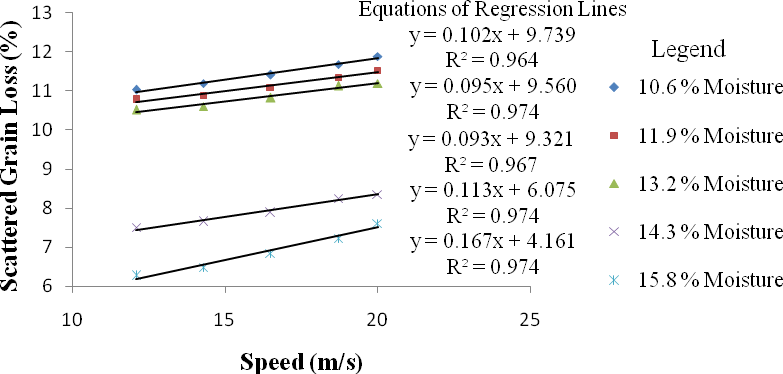 Equations of Regression Lines
y = 0.102x + 9.739
R² = 0.964
y = 0.095x + 9.560
R² = 0.974
y = 0.093x + 9.321
R² = 0.967
y = 0.113x + 6.075
R² = 0.974
y = 0.167x + 4.161
R² = 0.974
Legend
10.6 % Moisture
11.9 % Moisture
13.2 % Moisture
14.3 % Moisture
15.8 % Moisture
Scattered Grain Loss (%)
13
12
11
10
9
8
7
6
10
15
20
25
Speed (m/s)